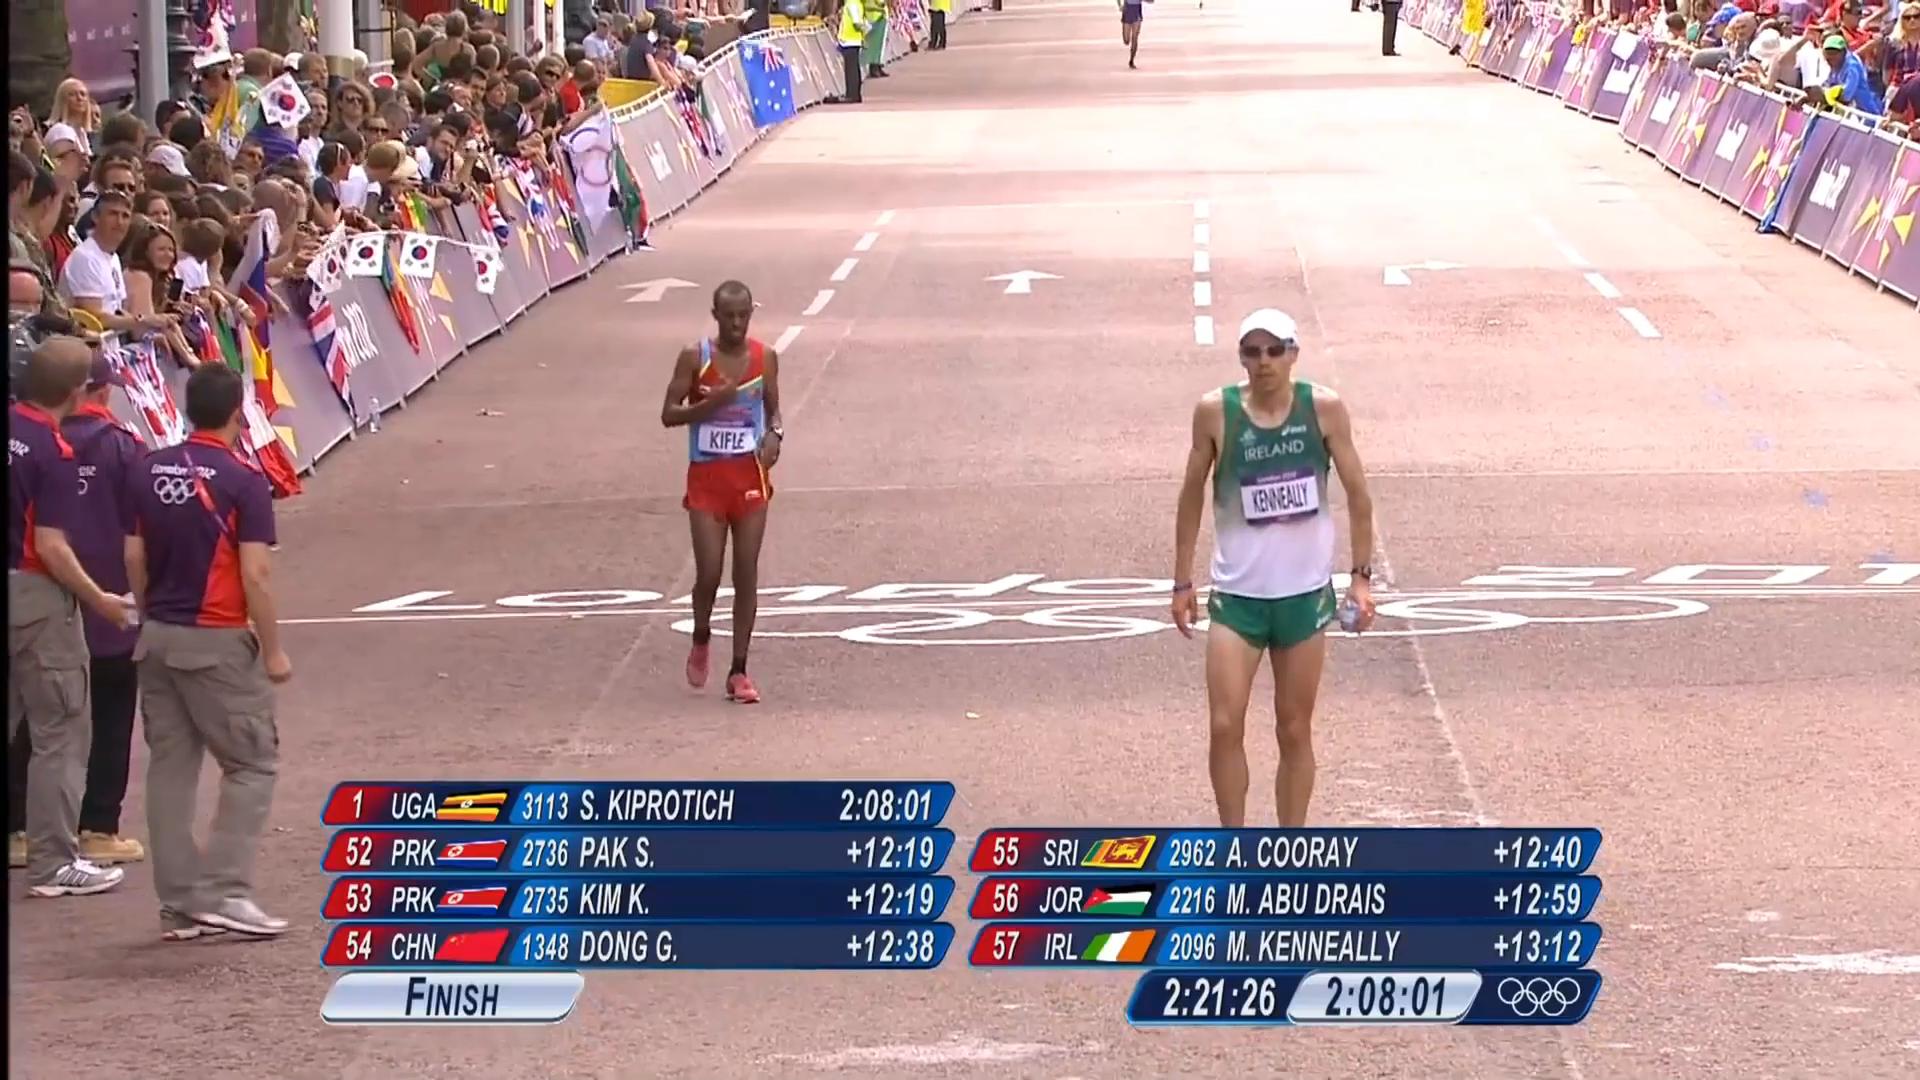 London 2012
KIFLE
IRELAND
KENNEALLY
LONDON 201
1 UGA 3113 S. KIPROTICH 2:08:01
52 PRK 2736 PAK S. +12:19
53 PRK 2735 KIM K. +12:19
54 CHN 1348 DONG G. +12:38
55 SRI 2962 A. COORAY +12:40
56 JOR 2216 M. ABU DRAIS +12:59
57 IRL 2096 M. KENNEALLY +13:12
FINISH
2:21:26 2:08:01